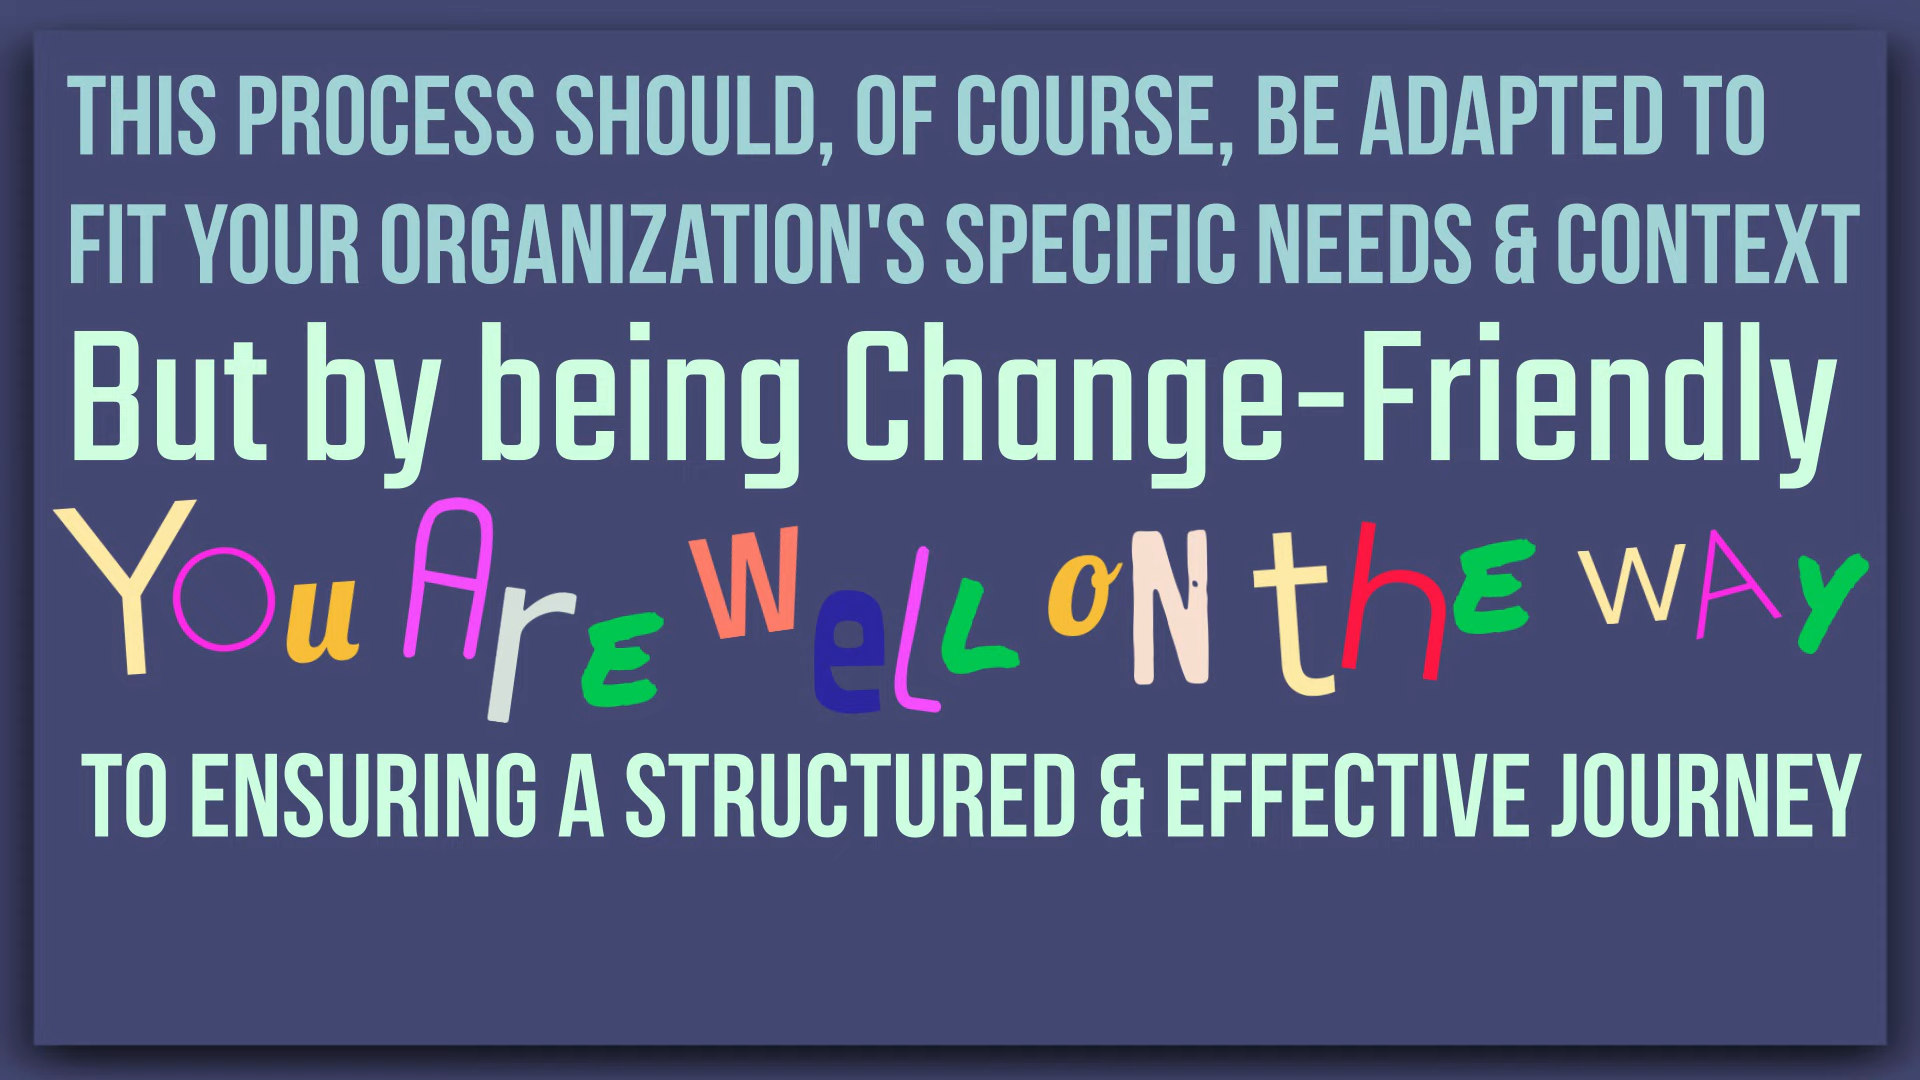 THIS PROCESS SHOULD, OF COURSE, BE ADAPTED TO
FIT YOUR ORGANIZATION'S SPECIFIC NEEDS & CONTEXT
But by being Change-Friendly
YOu ArE WelL oN thE wAy
TO ENSURING A STRUCTURED & EFFECTIVE JOURNEY